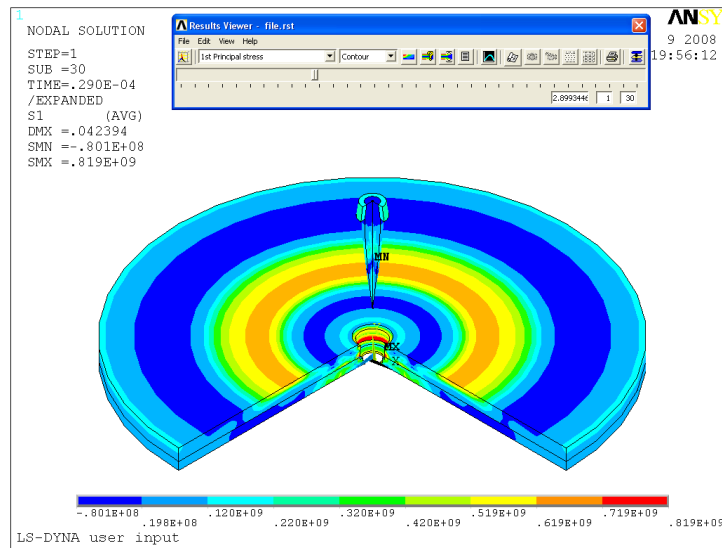 1
NODAL SOLUTION
STEP=1
SUB =30
TIME=.290E-04
/EXPANDED
S1 (AVG)
DMX =.042394
SMN =-.801E+08
SMX =.819E+09
Results Viewer - file.rst
File Edit View Help
1st Principal stress Contour
2.8993446 1 30
ANSY
9 2008
19:56:12
MN
MX
X
-.801E+08 .120E+09 .320E+09 .519E+09 .719E+09
.198E+08 .220E+09 .420E+09 .619E+09 .819E+09
LS-DYNA user input